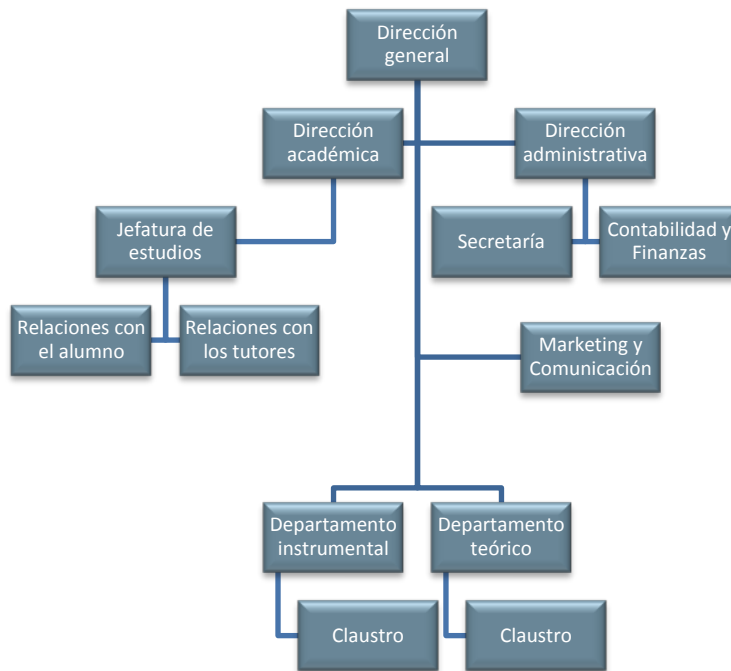 Dirección
general
Dirección
académica
Dirección
administrativa
Jefatura de
estudios
Secretaría
Contabilidad y
Finanzas
Relaciones con
el alumno
Relaciones con
los tutores
Marketing y
Comunicación
Departamento
instrumental
Departamento
teórico
Claustro
Claustro